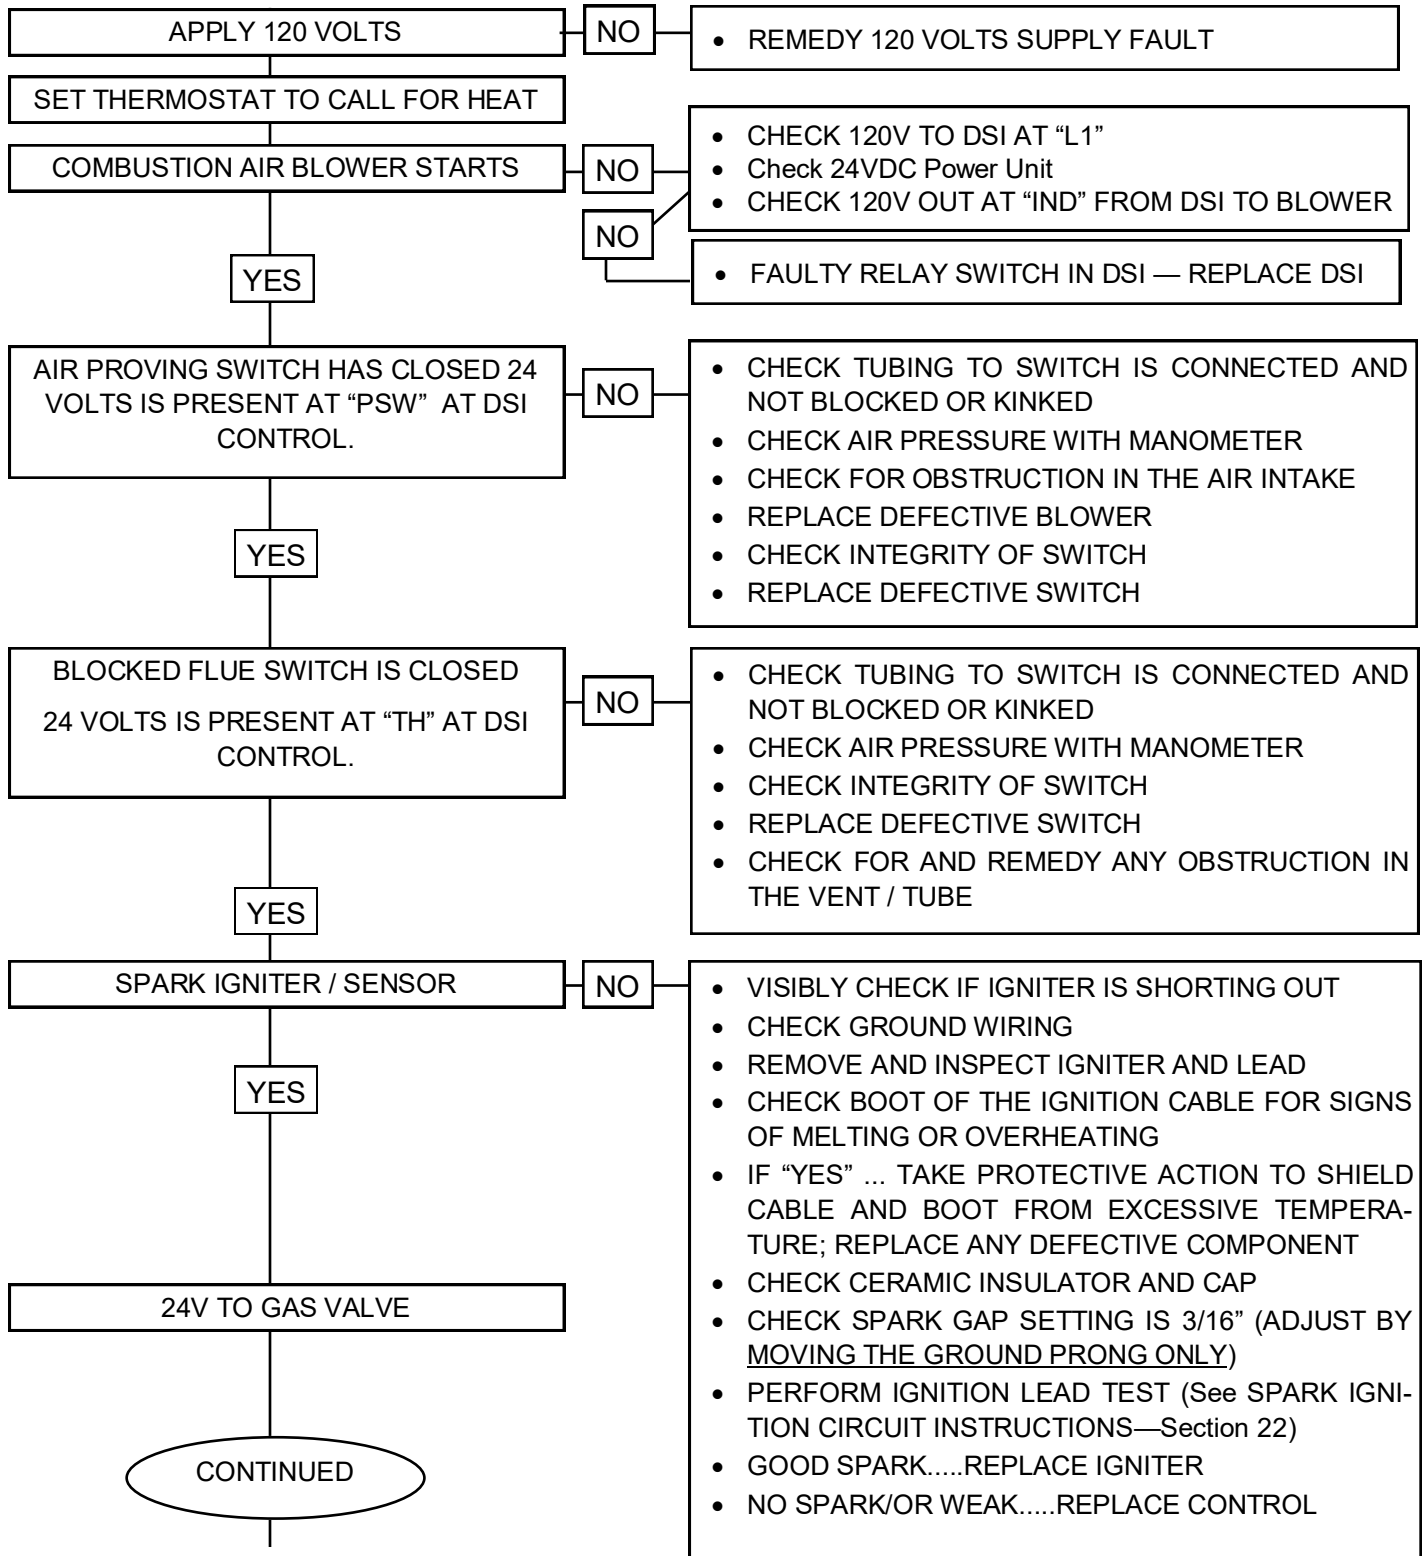 APPLY 120 VOLTS
NO
• REMEDY 120 VOLTS SUPPLY FAULT
SET THERMOSTAT TO CALL FOR HEAT
COMBUSTION AIR BLOWER STARTS
NO
• CHECK 120V TO DSI AT “L1”
• Check 24VDC Power Unit
• CHECK 120V OUT AT “IND” FROM DSI TO BLOWER
NO
• FAULTY RELAY SWITCH IN DSI — REPLACE DSI
YES
AIR PROVING SWITCH HAS CLOSED 24
VOLTS IS PRESENT AT “PSW” AT DSI
CONTROL.
NO
• CHECK TUBING TO SWITCH IS CONNECTED AND
NOT BLOCKED OR KINKED
• CHECK AIR PRESSURE WITH MANOMETER
• CHECK FOR OBSTRUCTION IN THE AIR INTAKE
• REPLACE DEFECTIVE BLOWER
• CHECK INTEGRITY OF SWITCH
• REPLACE DEFECTIVE SWITCH
YES
BLOCKED FLUE SWITCH IS CLOSED
24 VOLTS IS PRESENT AT “TH” AT DSI
CONTROL.
NO
• CHECK TUBING TO SWITCH IS CONNECTED AND
NOT BLOCKED OR KINKED
• CHECK AIR PRESSURE WITH MANOMETER
• CHECK INTEGRITY OF SWITCH
• REPLACE DEFECTIVE SWITCH
• CHECK FOR AND REMEDY ANY OBSTRUCTION IN
THE VENT / TUBE
YES
SPARK IGNITER / SENSOR
NO
• VISIBLY CHECK IF IGNITER IS SHORTING OUT
• CHECK GROUND WIRING
• REMOVE AND INSPECT IGNITER AND LEAD
• CHECK BOOT OF THE IGNITION CABLE FOR SIGNS
OF MELTING OR OVERHEATING
• IF “YES” ... TAKE PROTECTIVE ACTION TO SHIELD
CABLE AND BOOT FROM EXCESSIVE TEMPERA-
TURE; REPLACE ANY DEFECTIVE COMPONENT
• CHECK CERAMIC INSULATOR AND CAP
• CHECK SPARK GAP SETTING IS 3/16” (ADJUST BY
MOVING THE GROUND PRONG ONLY)
• PERFORM IGNITION LEAD TEST (See SPARK IGNI-
TION CIRCUIT INSTRUCTIONS—Section 22)
• GOOD SPARK.....REPLACE IGNITER
• NO SPARK/OR WEAK.....REPLACE CONTROL
YES
24V TO GAS VALVE
CONTINUED